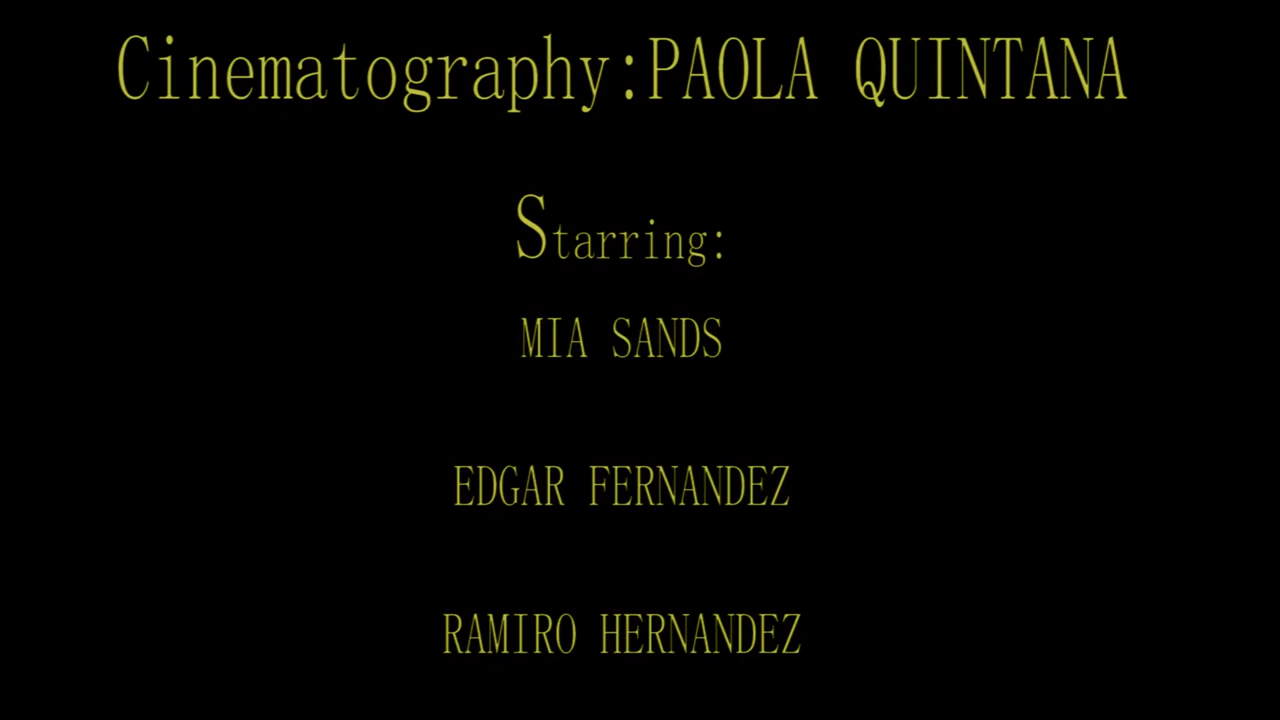 Cinematography:PAOLA QUINTANA
Starring:
MIA SANDS
EDGAR FERNANDEZ
RAMIRO HERNANDEZ